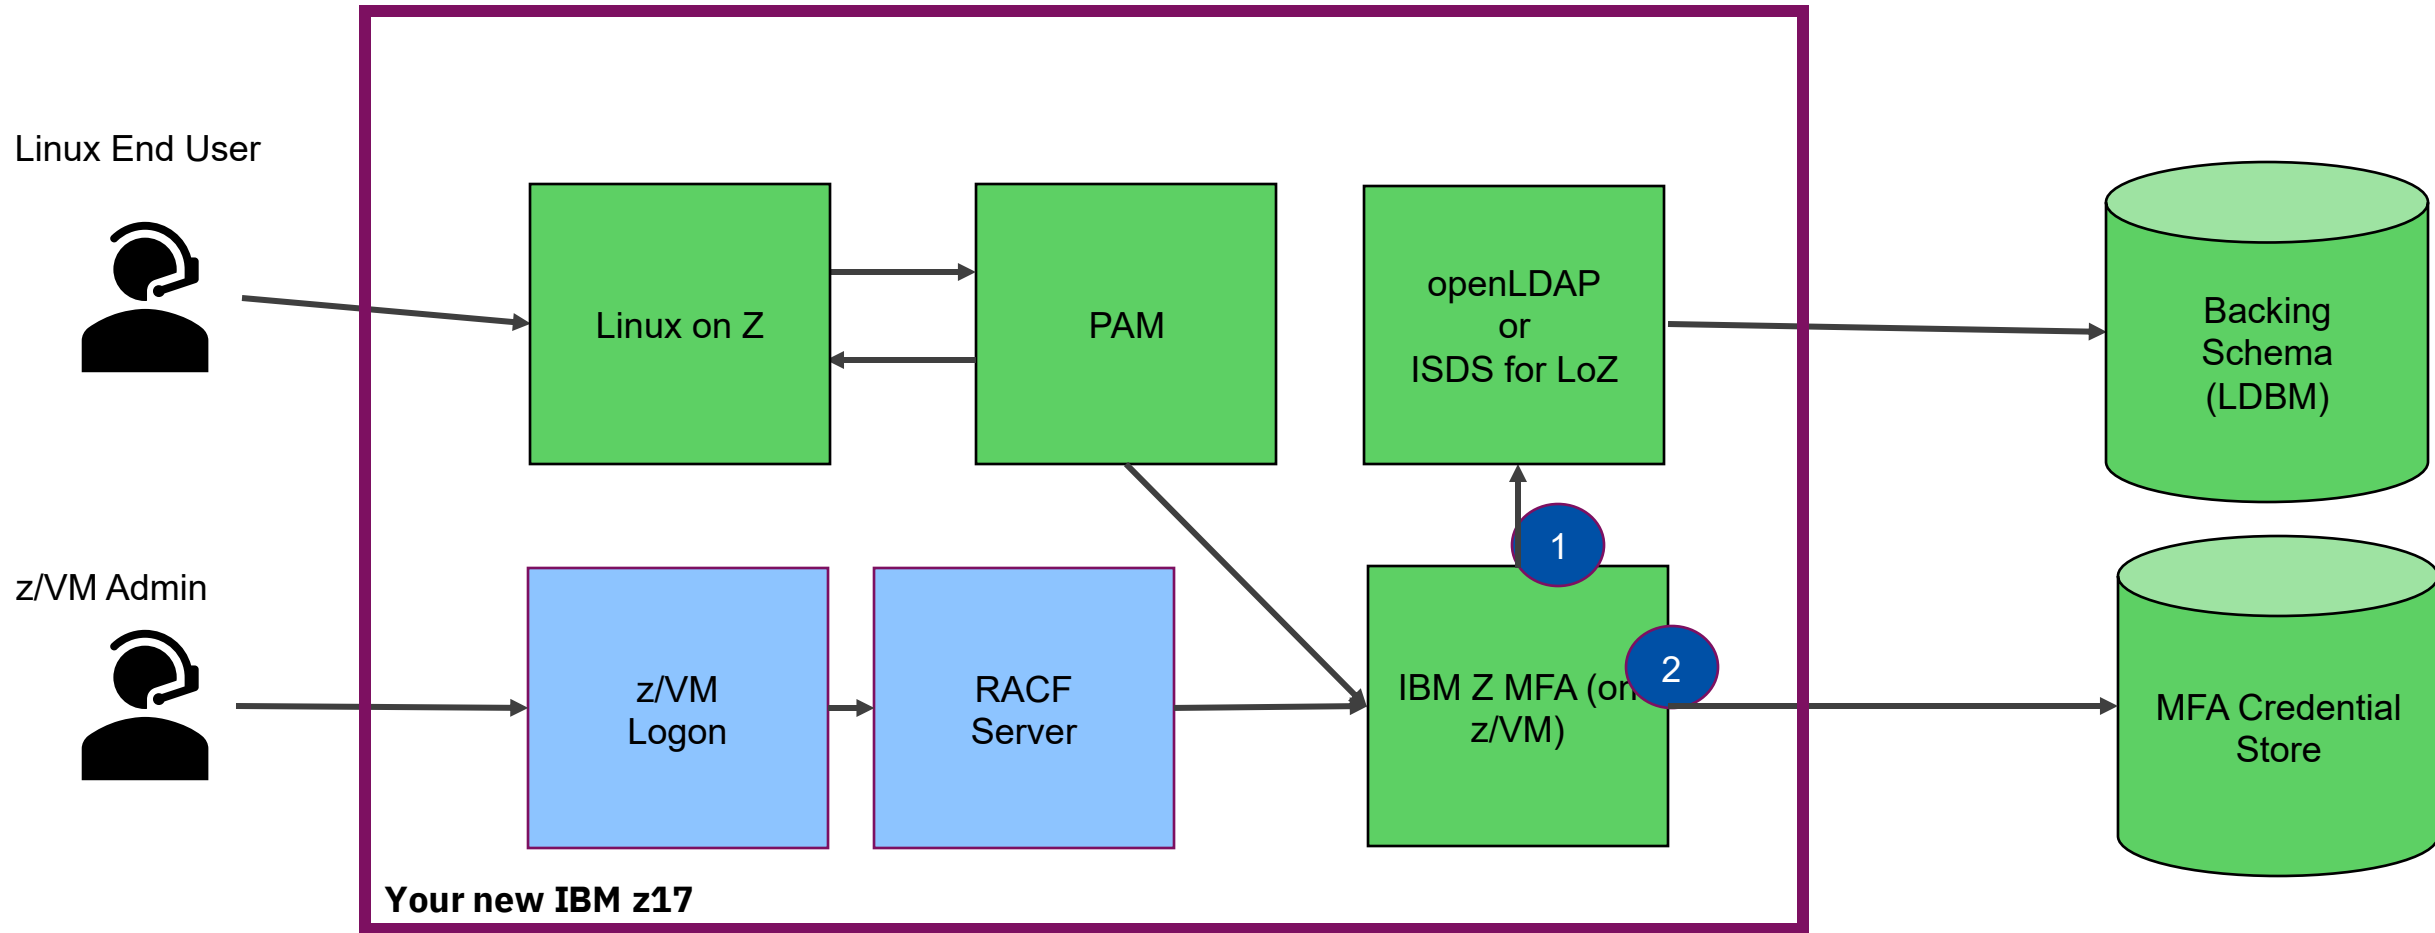 Linux End User
Linux on Z
PAM
openLDAP
or
ISDS for LoZ
Backing
Schema
(LDBM)
1
z/VM Admin
z/VM
Logon
RACF
Server
IBM Z MFA (on
z/VM)
2
MFA Credential
Store
Your new IBM z17